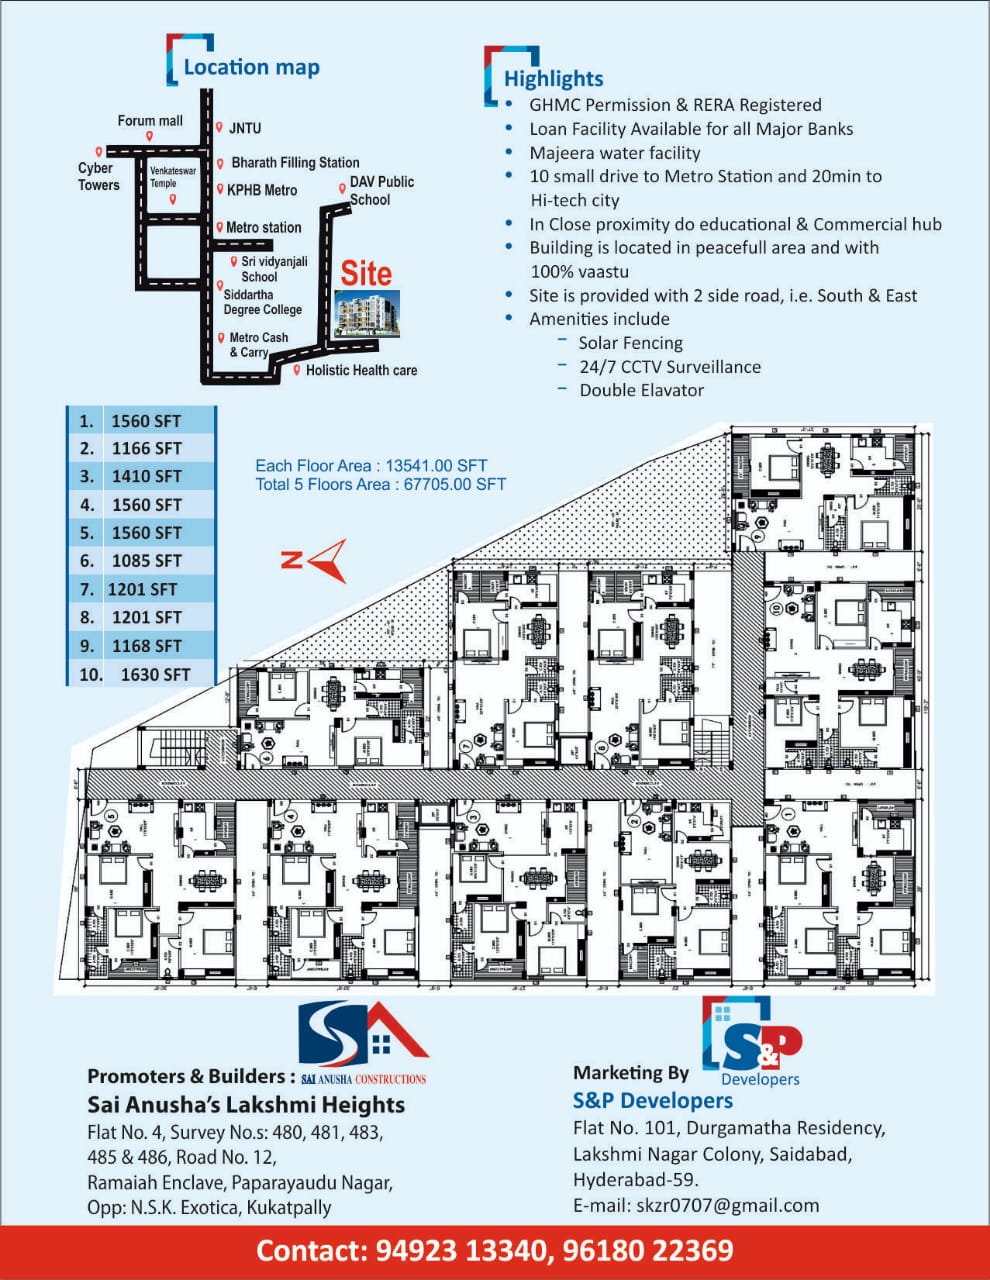 Location map
Forum mall
JNTU
Cyber
Towers
Venkateswar
Temple
Bharath Filling Station
KPHB Metro
DAV Public
School
Metro station
Sri vidyanjali
School
Site
Siddartha
Degree College
Metro Cash
& Carry
Holistic Health care
Highlights
• GHMC Permission & RERA Registered
• Loan Facility Available for all Major Banks
• Majeera water facility
• 10 small drive to Metro Station and 20min to
Hi-tech city
• In Close proximity do educational & Commercial hub
• Building is located in peacefull area and with
100% vaastu
• Site is provided with 2 side road, i.e. South & East
• Amenities include
– Solar Fencing
– 24/7 CCTV Surveillance
– Double Elavator
1. 1560 SFT
2. 1166 SFT
3. 1410 SFT
4. 1560 SFT
5. 1560 SFT
6. 1085 SFT
7. 1201 SFT
8. 1201 SFT
9. 1168 SFT
10. 1630 SFT
Each Floor Area : 13541.00 SFT
Total 5 Floors Area : 67705.00 SFT
N
9
10
7
8
6
5
4
3
2
1
Promoters & Builders : SAI ANUSHA CONSTRUCTIONS
Sai Anusha's Lakshmi Heights
Flat No. 4, Survey No.s: 480, 481, 483,
485 & 486, Road No. 12,
Ramaiah Enclave, Paparayaudu Nagar,
Opp: N.S.K. Exotica, Kukatpally
S&P
Developers
Marketing By
S&P Developers
Flat No. 101, Durgamatha Residency,
Lakshmi Nagar Colony, Saidabad,
Hyderabad-59.
E-mail: skzr0707@gmail.com
Contact: 94923 13340, 96180 22369